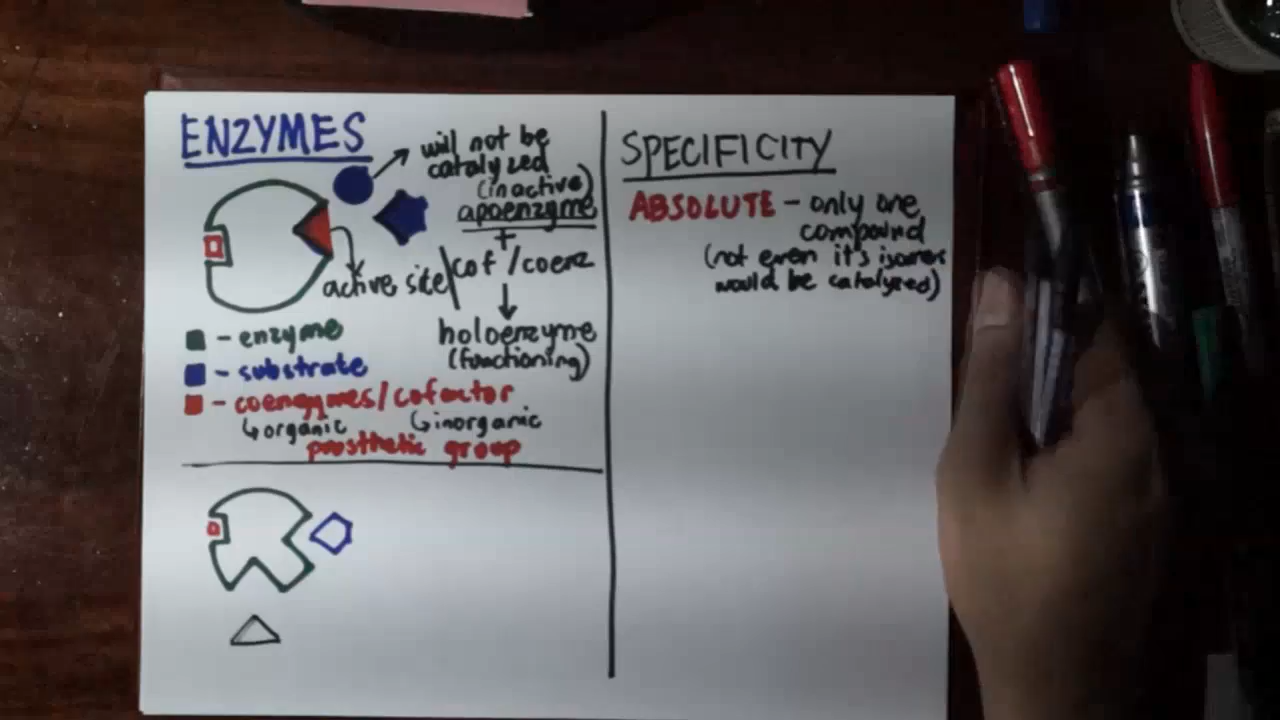 ENZYMES
will not be
catalyzed
(inactive)
apoenzyme
+
cof/coenz
active site
holoenzyme
(functioning)
- enzyme
- substrate
- coenzymes/cofactor
↳organic
↳inorganic
prosthetic group
SPECIFICITY
ABSOLUTE - only one
compound
(not even it's isomers
would be catalyzed)